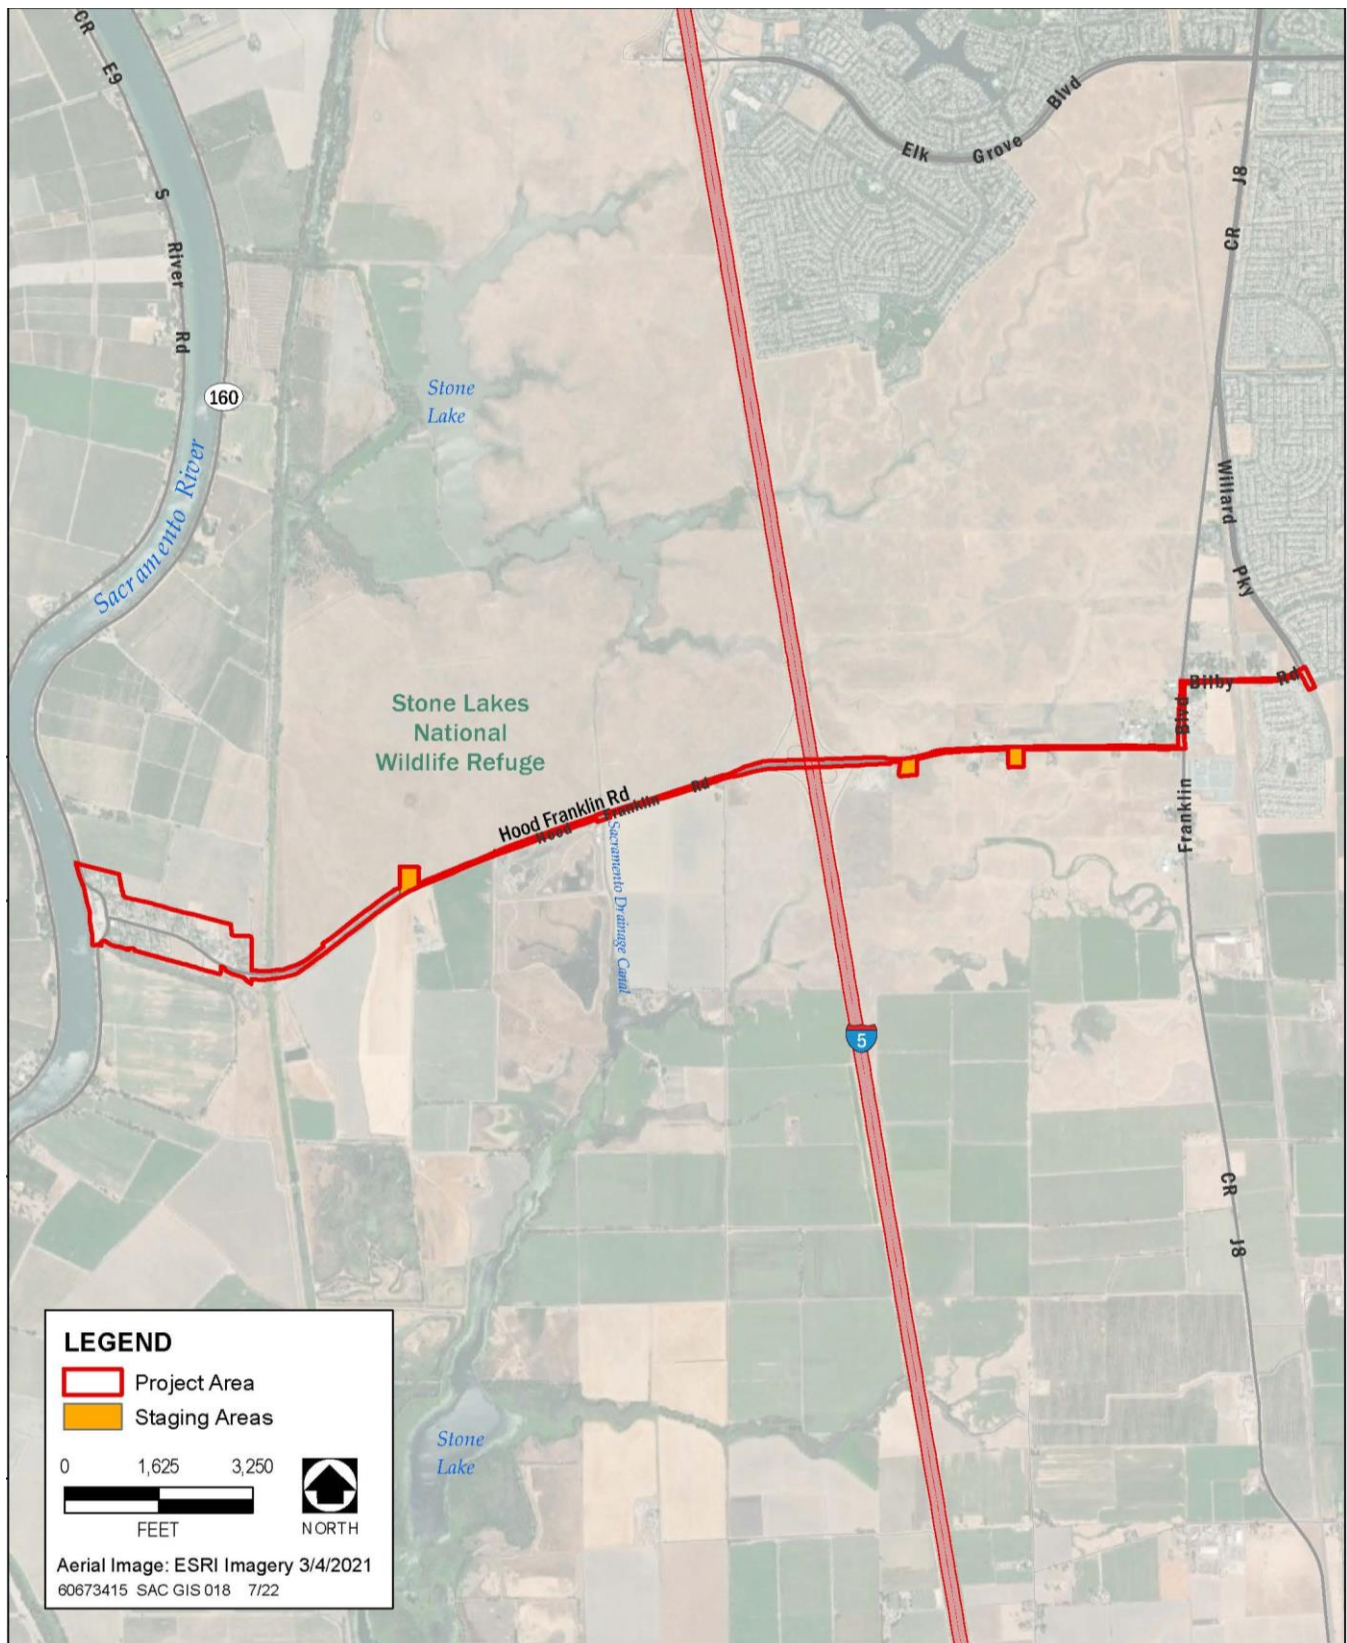 CR E9
Elk Grove Blvd
CR J8
S River Rd
160
Stone
Lake
Sacramento River
Willard Pky
Bilby Rd
Blvd
Stone Lakes
National
Wildlife Refuge
Hood Franklin Rd
Hood Franklin Rd
Franklin
Sacramento Drainage Canal
5
CR J8
LEGEND
Project Area
Staging Areas
0 1,625 3,250
FEET
NORTH
Aerial Image: ESRI Imagery 3/4/2021
60673415 SAC GIS 018 7/22
Stone
Lake